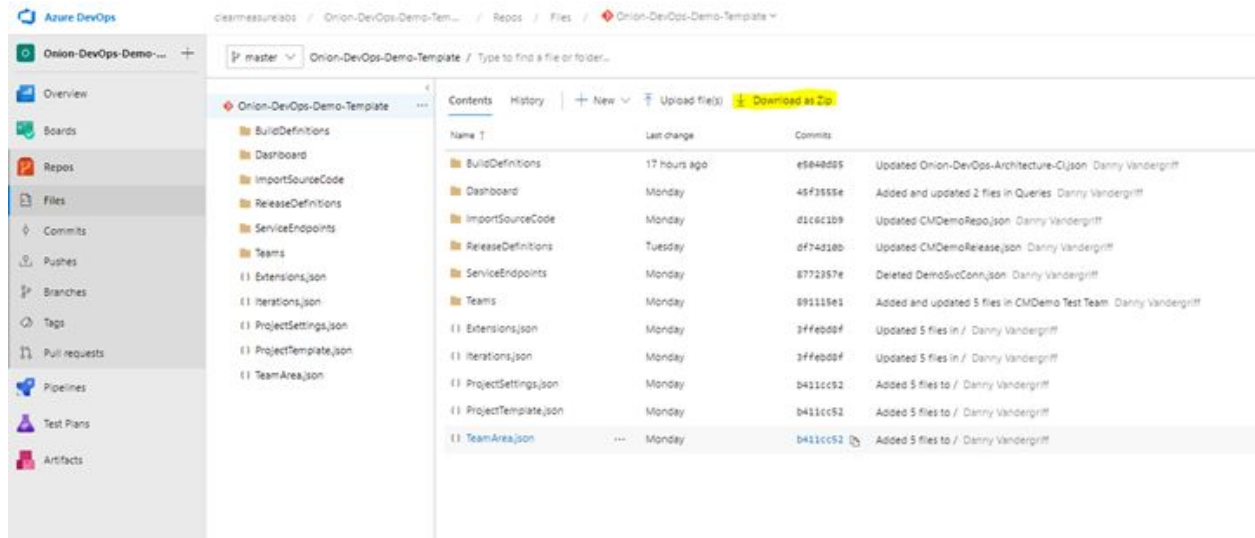 Azure DevOps
clearmeasurelabs / Onion-DevOps-Demo-Tem... / Repos / Files / Onion-DevOps-Demo-Template
Onion-DevOps-Demo-...
master Onion-DevOps-Demo-Template / Type to find a file or folder...
Overview
Boards
Repos
Files
Commits
Pushes
Branches
Tags
Pull requests
Pipelines
Test Plans
Artifacts
Onion-DevOps-Demo-Template
BuildDefinitions
Dashboard
ImportSourceCode
ReleaseDefinitions
ServiceEndpoints
Teams
Extensions.json
Iterations.json
ProjectSettings.json
ProjectTemplate.json
TeamArea.json
Contents History New Upload file(s) Download as Zip
Name Last change Commits
BuildDefinitions 17 hours ago e5040d85 Updated Onion-DevOps-Architecture-CI.json Danny Vandergriff
Dashboard Monday 45f3555e Added and updated 2 files in Queries Danny Vandergriff
ImportSourceCode Monday d1c6c1b9 Updated CMDemoRepo.json Danny Vandergriff
ReleaseDefinitions Tuesday df74d10b Updated CMDemoRelease.json Danny Vandergriff
ServiceEndpoints Monday 8772357e Deleted DemoSvcConn.json Danny Vandergriff
Teams Monday 891115e1 Added and updated 5 files in CMDemo Test Team Danny Vandergriff
Extensions.json Monday 3ffebd8f Updated 5 files in / Danny Vandergriff
Iterations.json Monday 3ffebd8f Updated 5 files in / Danny Vandergriff
ProjectSettings.json Monday b411cc52 Added 5 files to / Danny Vandergriff
ProjectTemplate.json Monday b411cc52 Added 5 files to / Danny Vandergriff
TeamArea.json ... Monday b411cc52 Added 5 files to / Danny Vandergriff